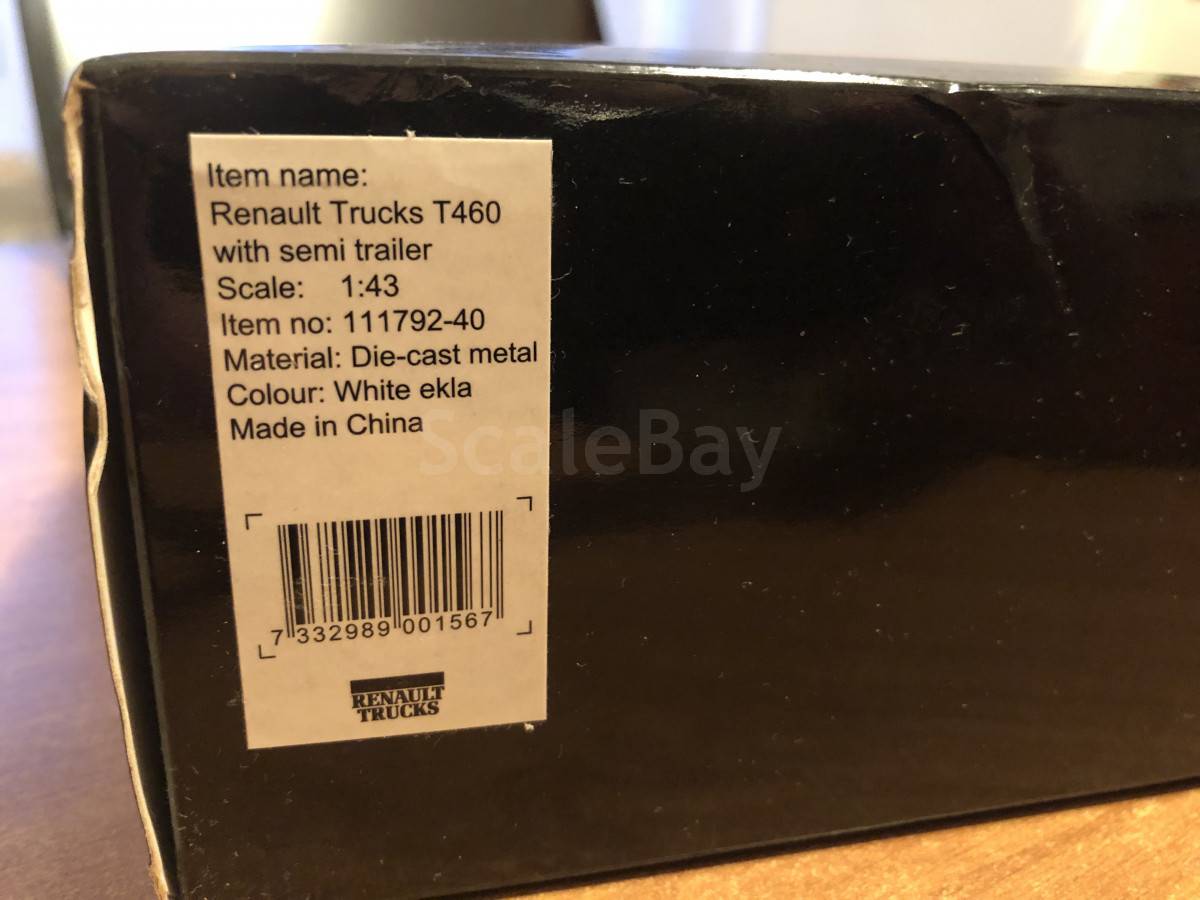 Item name:
Renault Trucks T460
with semi trailer
Scale: 1:43
Item no: 111792-40
Material: Die-cast metal
Colour: White ekla
Made in China
ScaleBay
7 332989 001567
RENAULT
TRUCKS